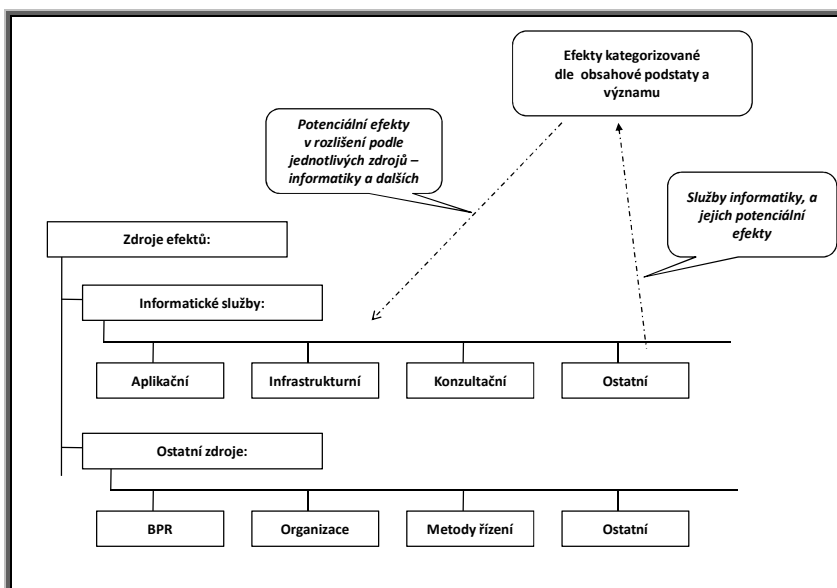 Efekty kategorizované
dle obsahové podstaty a
významu
Potenciální efekty
v rozlišení podle
jednotlivých zdrojů –
informatiky a dalších
Služby informatiky, a
jejich potenciální
efekty
Zdroje efektů:
Informatické služby:
Aplikační
Infrastrukturní
Konzultační
Ostatní
Ostatní zdroje:
BPR
Organizace
Metody řízení
Ostatní